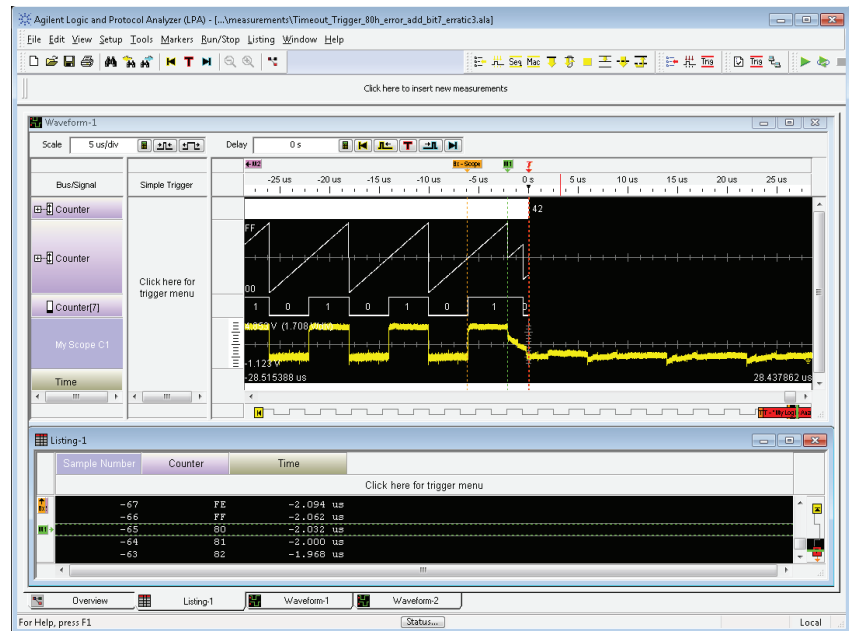 Agilent Logic and Protocol Analyzer (LPA) - [...\measurements\Timeout_Trigger_80h_error_add_bit7_erratic3.ala]
File Edit View Setup Tools Markers Run/Stop Listing Window Help
Seq Mac Trig Trig
Click here to insert new measurements
Waveform-1
Scale 5 us/div Delay 0 s
M2 M1
Bus/Signal Simple Trigger -25 us -20 us -15 us -10 us -5 us 0 s 5 us 10 us 15 us 20 us 25 us
Counter 42
FF
Counter
Click here for
trigger menu
00
Counter[7] 1 0 1 0 1 0 1
My Scope C1
-1.123 V
Time -28.515388 us 28.437862 us
Listing-1
Sample Number Counter Time
Click here for trigger menu
-67 FE -2.094 us
-66 FF -2.062 us
M1 -65 80 -2.032 us
-64 81 -2.000 us
-63 82 -1.968 us
Overview Listing-1 Waveform-1 Waveform-2
For Help, press F1 Status... Local